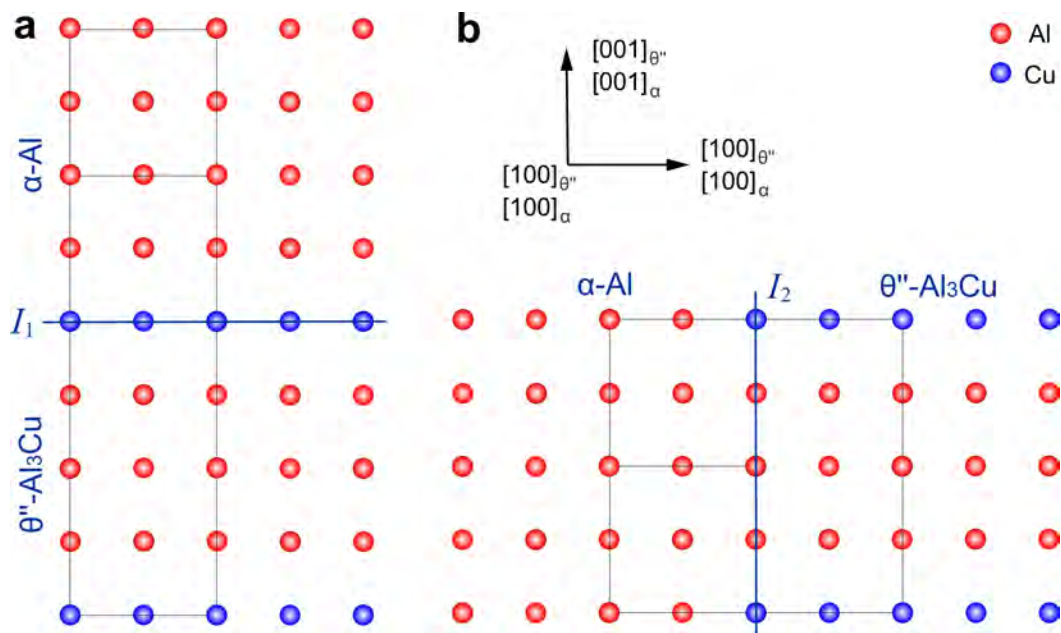 a
b
[001]θ"
[001]α
Al
Cu
[100]θ"
[100]α
[100]θ"
[100]α
α-Al
I₁
θ"-Al₃Cu
α-Al
I₂
θ"-Al₃Cu